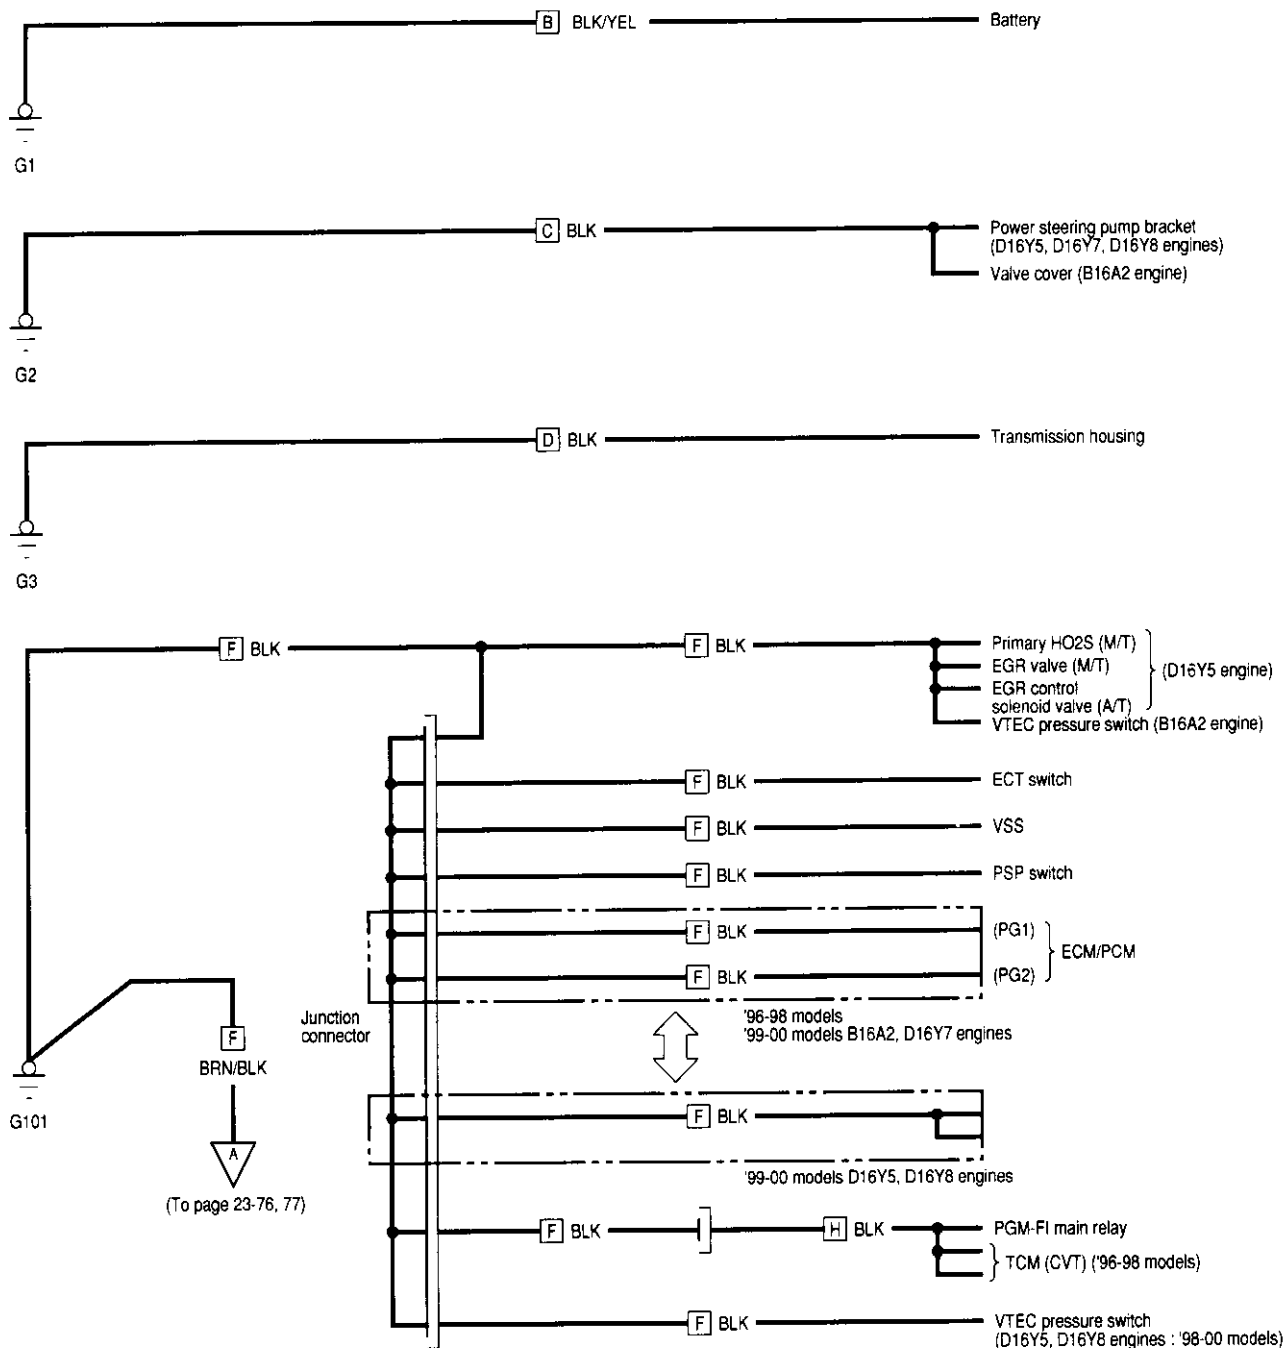 B BLK/YEL Battery
G1
C BLK Power steering pump bracket
(D16Y5, D16Y7, D16Y8 engines)
Valve cover (B16A2 engine)
G2
D BLK Transmission housing
G3
F BLK F BLK Primary HO2S (M/T)
EGR valve (M/T) (D16Y5 engine)
EGR control
solenoid valve (A/T)
VTEC pressure switch (B16A2 engine)
F BLK ECT switch
F BLK VSS
F BLK PSP switch
F BLK (PG1)
ECM/PCM
F BLK (PG2)
Junction
connector
'96-98 models
'99-00 models B16A2, D16Y7 engines
F
BRN/BLK
G101
F BLK
A
'99-00 models D16Y5, D16Y8 engines
(To page 23-76, 77)
F BLK H BLK PGM-FI main relay
TCM (CVT) ('96-98 models)
F BLK VTEC pressure switch
(D16Y5, D16Y8 engines : '98-00 models)